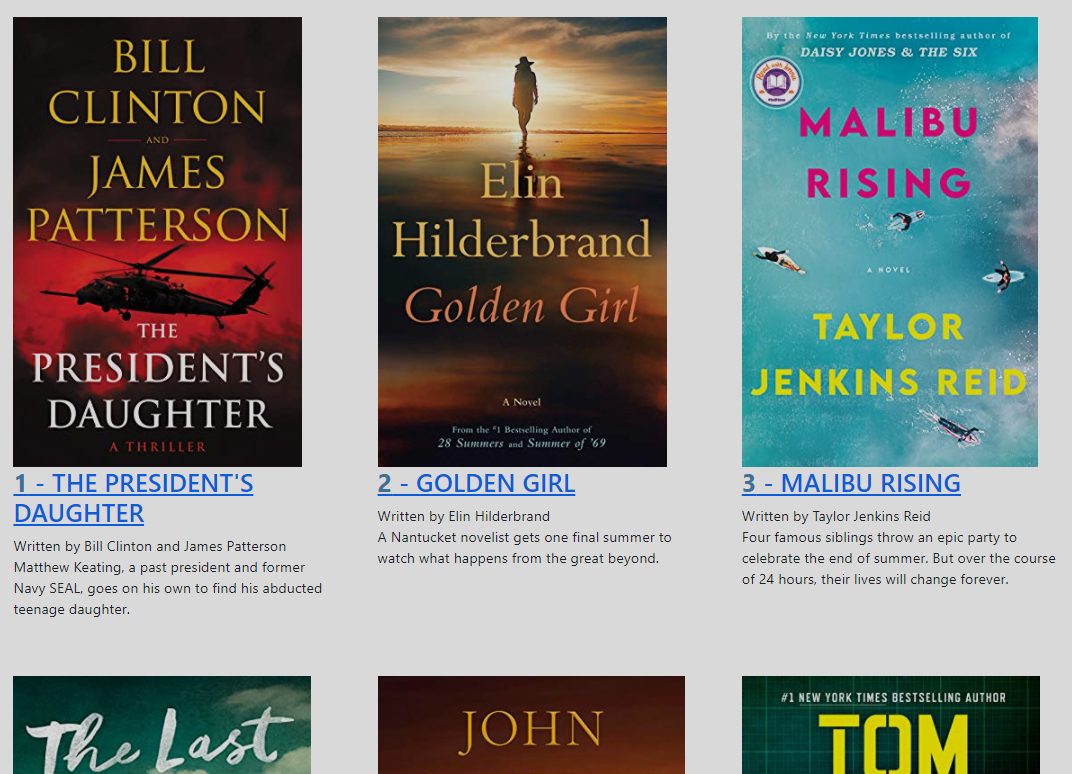 BILL
CLINTON
AND
JAMES
PATTERSON
THE
PRESIDENT'S
DAUGHTER
A THRILLER
1 - THE PRESIDENT'S
DAUGHTER
Written by Bill Clinton and James Patterson
Matthew Keating, a past president and former
Navy SEAL, goes on his own to find his abducted
teenage daughter.
Elin
Hilderbrand
Golden Girl
A Novel
From the #1 Bestselling Author of
28 Summers and Summer of '69
2 - GOLDEN GIRL
Written by Elin Hilderbrand
A Nantucket novelist gets one final summer to
watch what happens from the great beyond.
By the New York Times bestselling author of
DAISY JONES & THE SIX
Read with Jenna
MALIBU
RISING
A NOVEL
TAYLOR
JENKINS REID
3 - MALIBU RISING
Written by Taylor Jenkins Reid
Four famous siblings throw an epic party to
celebrate the end of summer. But over the course
of 24 hours, their lives will change forever.
The Last
JOHN
#1 NEW YORK TIMES BESTSELLING AUTHOR
TOM